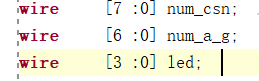 wire [7 :0] num_csn;
wire [6 :0] num_a_g;
wire [3 :0] led;